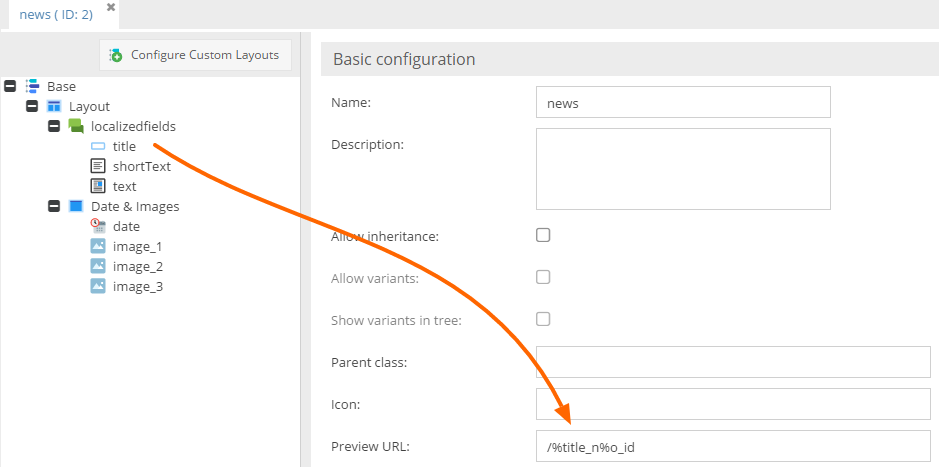 news ( ID: 2)
Configure Custom Layouts
Base
Layout
localizedfields
title
shortText
text
Date & Images
date
image_1
image_2
image_3
Basic configuration
Name: news
Description:
Allow inheritance:
Allow variants:
Show variants in tree:
Parent class:
Icon:
Preview URL: /%title_n%o_id